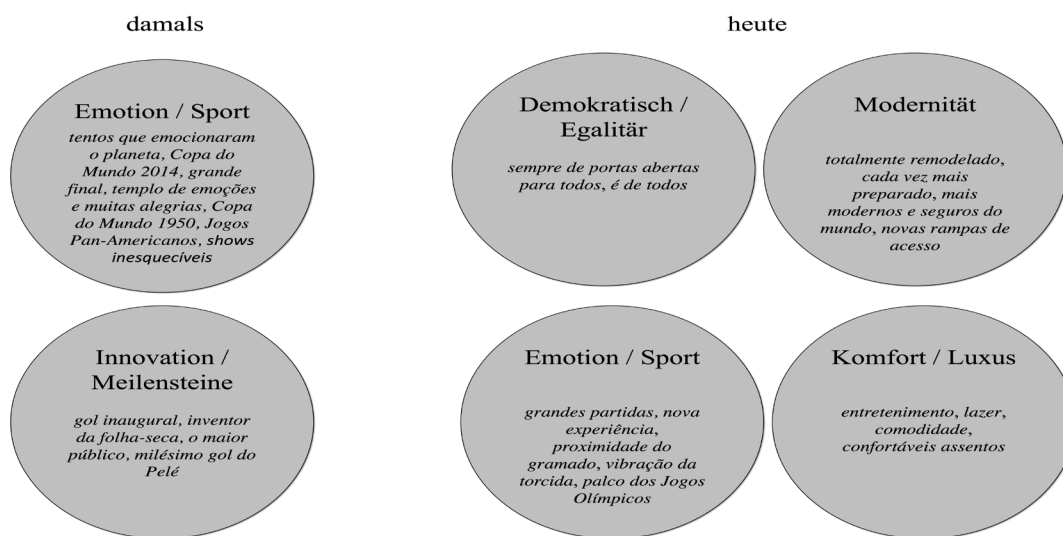 damals
Emotion / Sport
tentos que emocionaram
o planeta, Copa do
Mundo 2014, grande
final, templo de emoções
e muitas alegrias, Copa
do Mundo 1950, Jogos
Pan-Americanos, shows
inesquecíveis
Innovation /
Meilensteine
gol inaugural, inventor
da folha-seca, o maior
público, milésimo gol do
Pelé
heute
Demokratisch /
Egalitär
sempre de portas abertas
para todos, é de todos
Modernität
totalmente remodelado,
cada vez mais
preparado, mais
modernos e seguros do
mundo, novas rampas de
acesso
Emotion / Sport
grandes partidas, nova
experiência,
proximidade do
gramado, vibração da
torcida, palco dos Jogos
Olímpicos
Komfort / Luxus
entretenimento, lazer,
comodidade,
confortáveis assentos